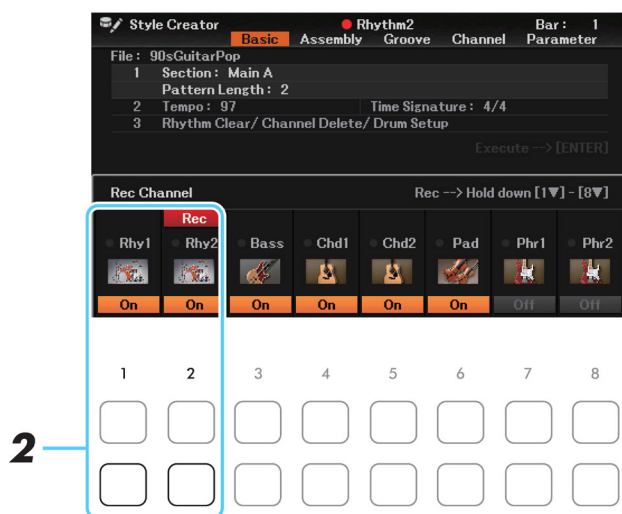 Style Creator Rhythm2 Bar: 1
Basic Assembly Groove Channel Parameter
File: 90sGuitarPop
1 Section: Main A
Pattern Length: 2
2 Tempo: 97 Time Signature: 4/4
3 Rhythm Clear/ Channel Delete/ Drum Setup
Execute --> [ENTER]
Rec Channel Rec --> Hold down [1▼] - [8▼]
Rec
Rhy1 Rhy2 Bass Chd1 Chd2 Pad Phr1 Phr2
On On On On On On Off Off
1 2 3 4 5 6 7 8
2